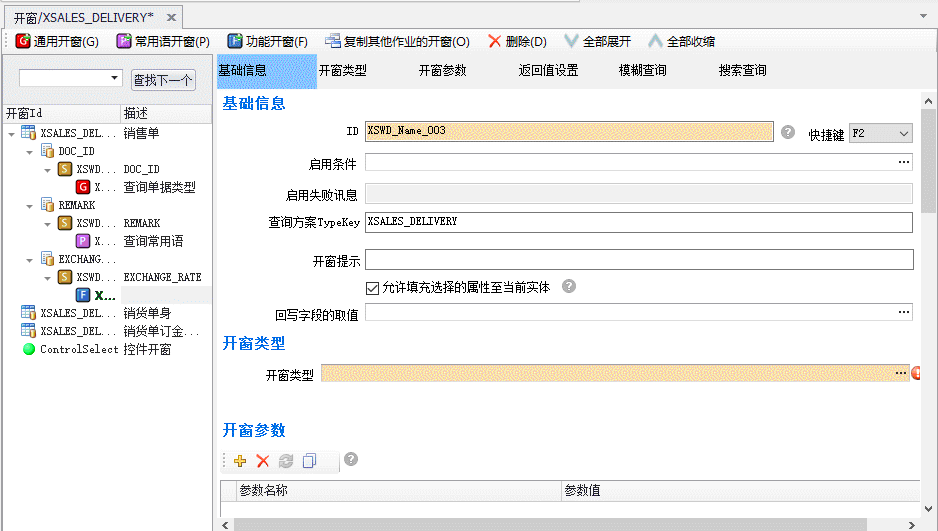 开窗/XSALES_DELIVERY*
通用开窗(G) 常用语开窗(P) 功能开窗(F) 复制其他作业的开窗(O) 删除(D) 全部展开 全部收缩
查找下一个
开窗Id 描述
XSALES_DEL... 销售单
DOC_ID
XSWD... DOC_ID
X... 查询单据类型
REMARK
XSWD... REMARK
X... 查询常用语
EXCHANG...
XSWD... EXCHANGE_RATE
X...
XSALES_DEL... 销货单身
XSALES_DEL... 销货单订金...
ControlSelect 控件开窗
基础信息 开窗类型 开窗参数 返回值设置 模糊查询 搜索查询
基础信息
ID XSWD_Name_003 快捷键 F2
启用条件 ...
启用失败讯息
查询方案TypeKey XSALES_DELIVERY
开窗提示
允许填充选择的属性至当前实体
回写字段的取值 ...
开窗类型
开窗类型 ...
开窗参数
参数名称 参数值